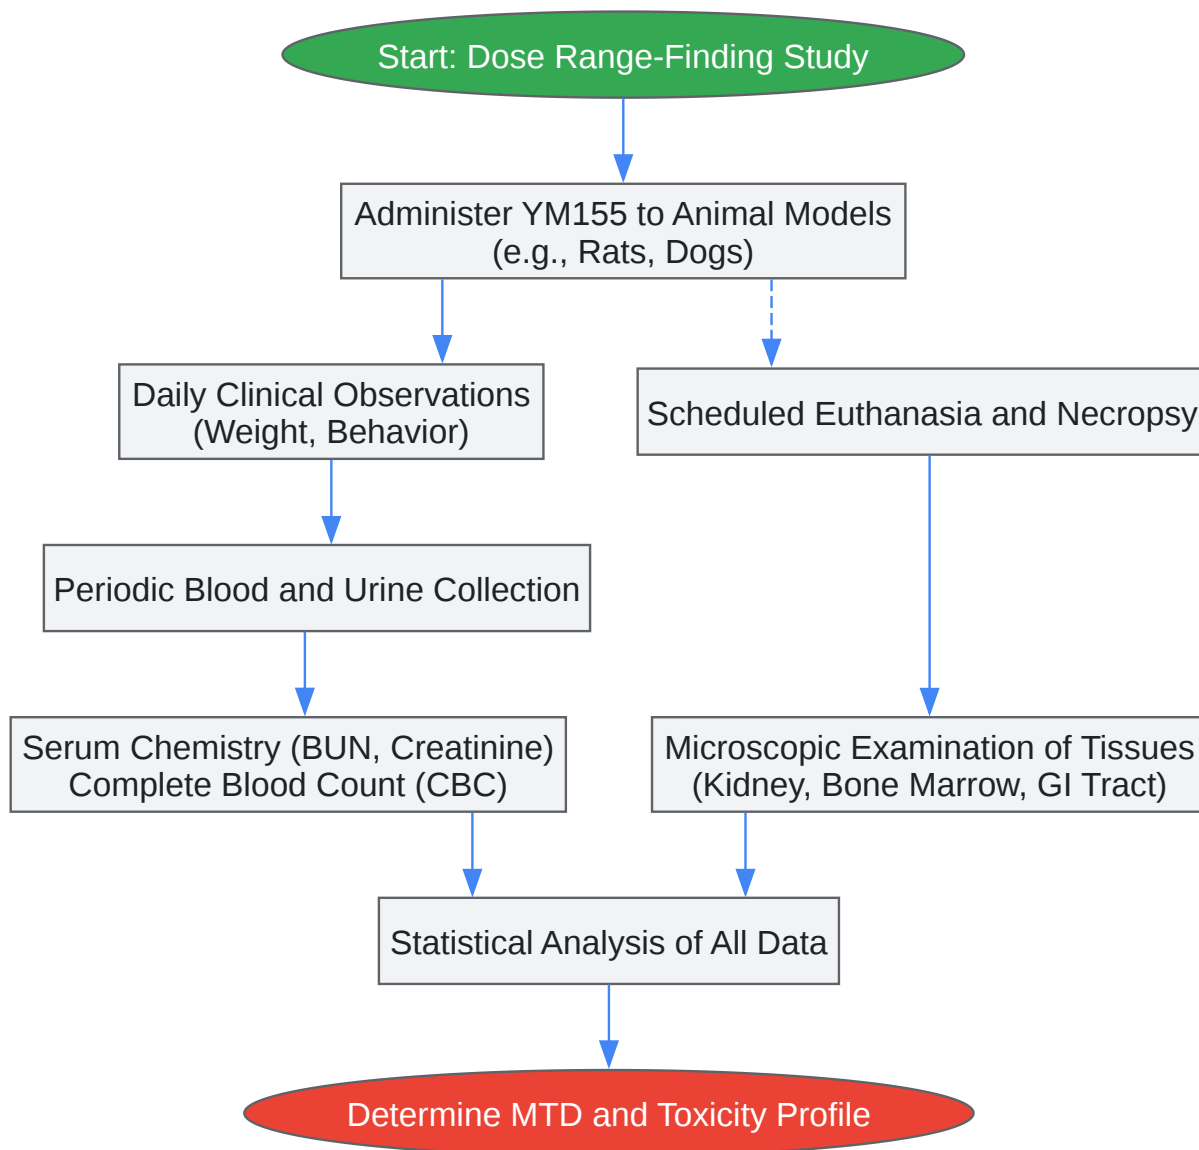 Start: Dose Range-Finding Study
Administer YM155 to Animal Models
(e.g., Rats, Dogs)
Daily Clinical Observations
(Weight, Behavior)
Scheduled Euthanasia and Necropsy
Periodic Blood and Urine Collection
Serum Chemistry (BUN, Creatinine)
Complete Blood Count (CBC)
Microscopic Examination of Tissues
(Kidney, Bone Marrow, GI Tract)
Statistical Analysis of All Data
Determine MTD and Toxicity Profile